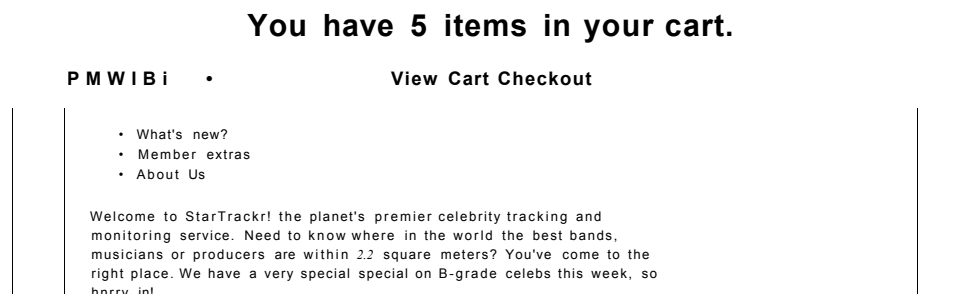 You have 5 items in your cart.
PMWIBi •
View Cart Checkout
• What's new?
• Member extras
• About Us
Welcome to StarTrackr! the planet's premier celebrity tracking and
monitoring service. Need to know where in the world the best bands,
musicians or producers are within 2.2 square meters? You've come to the
right place. We have a very special special on B-grade celebs this week, so
hnrry in!